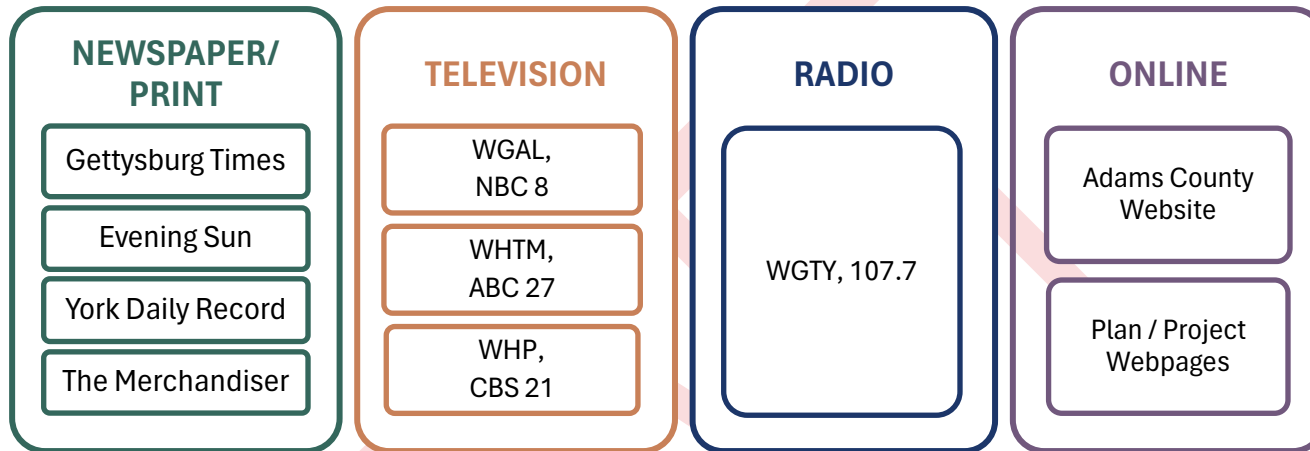 NEWSPAPER/
PRINT
Gettysburg Times
Evening Sun
York Daily Record
The Merchandiser
TELEVISION
WGAL,
NBC 8
WHTM,
ABC 27
WHP,
CBS 21
RADIO
WGTY, 107.7
ONLINE
Adams County
Website
Plan / Project
Webpages